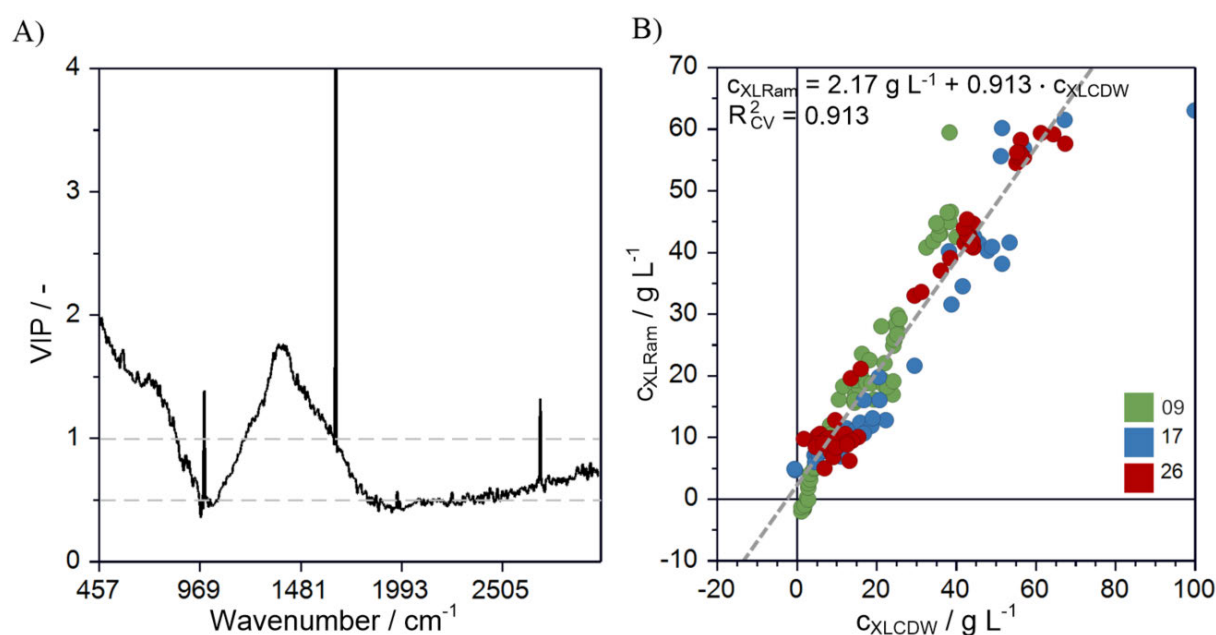 A)
4
3
2
1
0
VIP / -
457 969 1481 1993 2505
Wavenumber / cm⁻¹
B)
70
60
50
40
30
20
10
0
-10
c_XLRam / g L⁻¹
c_XLRam = 2.17 g L⁻¹ + 0.913 · c_XLCDW
R²_CV = 0.913
09
17
26
-20 0 20 40 60 80 100
c_XLCDW / g L⁻¹